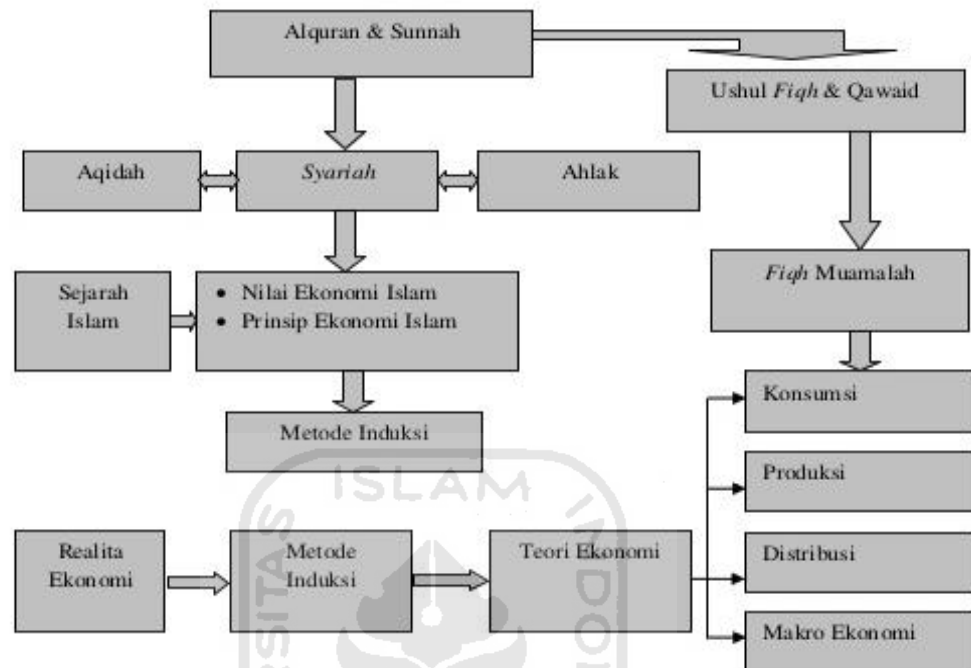 Alquran & Sunnah
Ushul Fiqh & Qawaid
Aqidah
Syariah
Ahlak
Fiqh Muamalah
Sejarah
Islam
• Nilai Ekonomi Islam
• Prinsip Ekonomi Islam
Konsumsi
Metode Induksi
Produksi
Realita
Ekonomi
Metode
Induksi
Teori Ekonomi
Distribusi
Makro Ekonomi
ISLAM